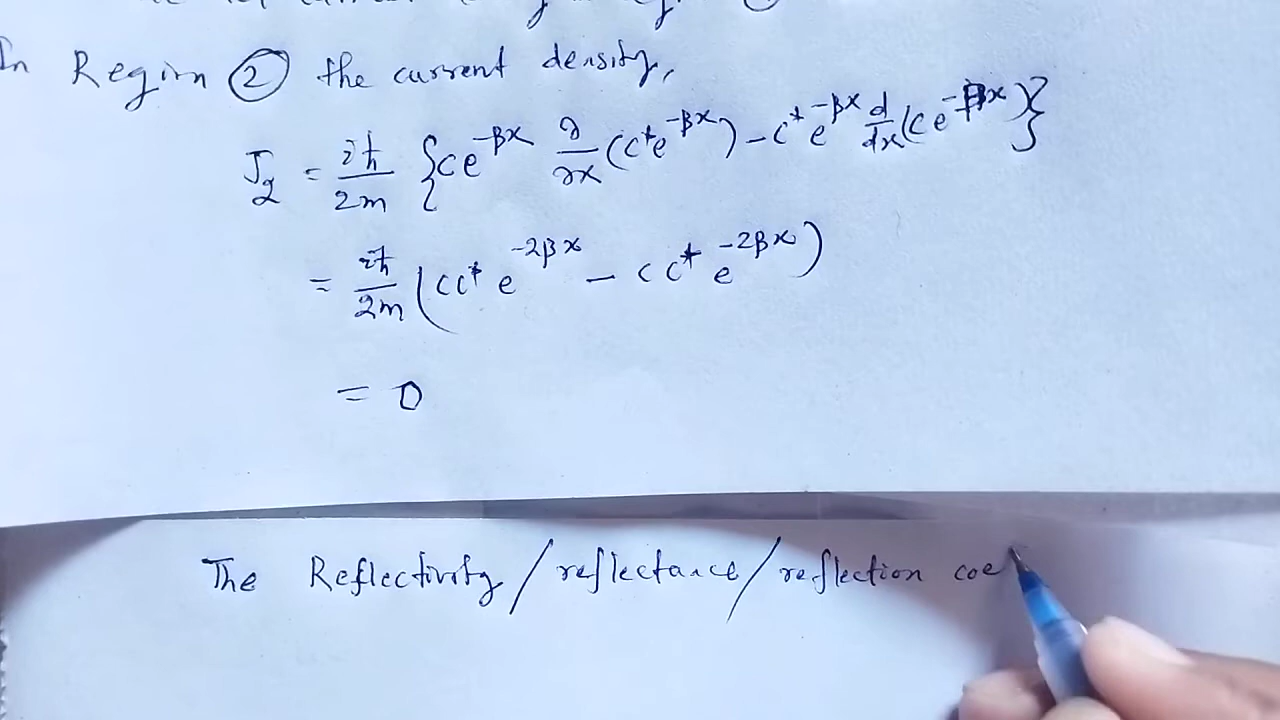 In Region ② the current density,
J₂ = iħ/2m {ce^{-βx} ∂/∂x (c*e^{-βx}) - c*e^{-βx} d/dx (ce^{-βx})}
= iħ/2m (cc* e^{-2βx} - cc* e^{-2βx})
= 0
The Reflectivity / reflectance / reflection coe